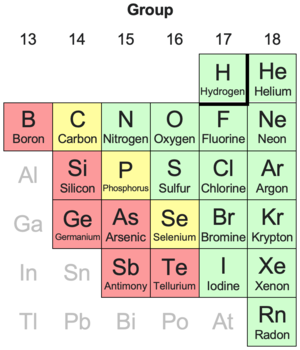 Group
13 14 15 16 17 18
H He
Hydrogen Helium
B C N O F Ne
Boron Carbon Nitrogen Oxygen Fluorine Neon
Al Si P S Cl Ar
Silicon Phosphorus Sulfur Chlorine Argon
Ga Ge As Se Br Kr
Germanium Arsenic Selenium Bromine Krypton
In Sn Sb Te I Xe
Antimony Tellurium Iodine Xenon
Tl Pb Bi Po At Rn
Radon